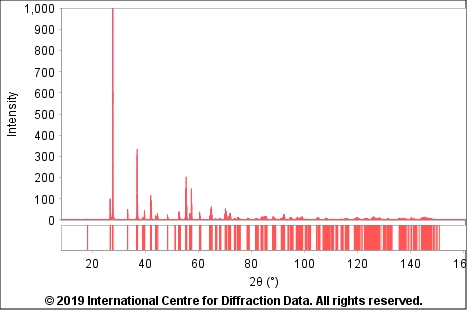 1,000
900
800
700
600
500
400
300
200
100
0
Intensity
20 40 60 80 100 120 140 16
2θ (°)
© 2019 International Centre for Diffraction Data. All rights reserved.